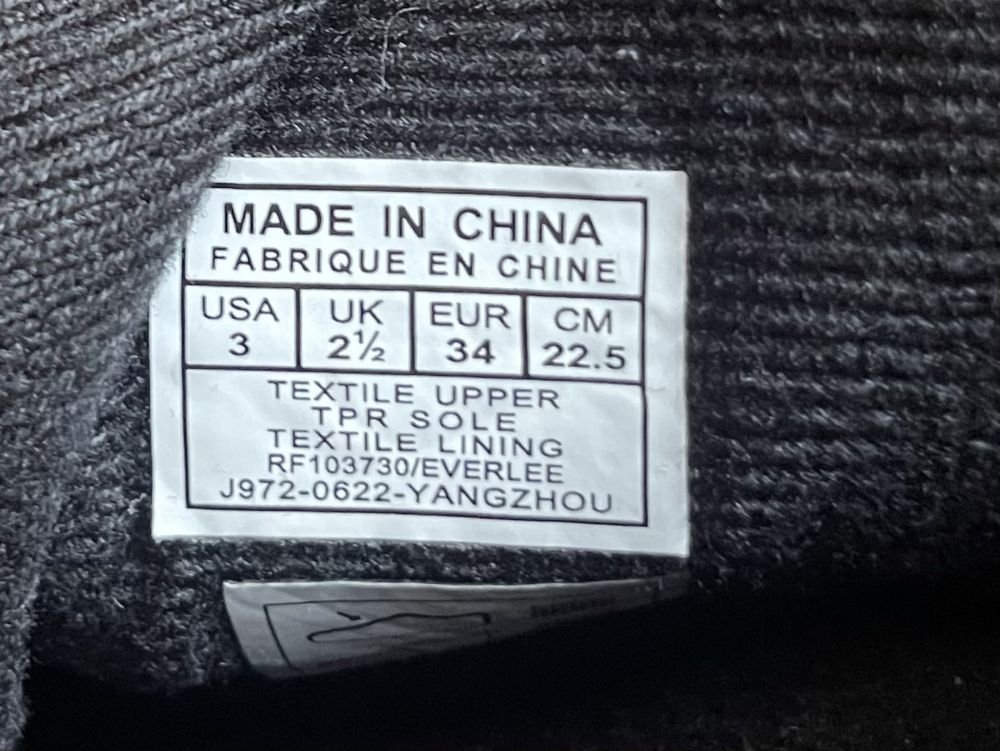 MADE IN CHINA
FABRIQUE EN CHINE
USA UK EUR CM
3 2½ 34 22.5
TEXTILE UPPER
TPR SOLE
TEXTILE LINING
RF103730/EVERLEE
J972-0622-YANGZHOU